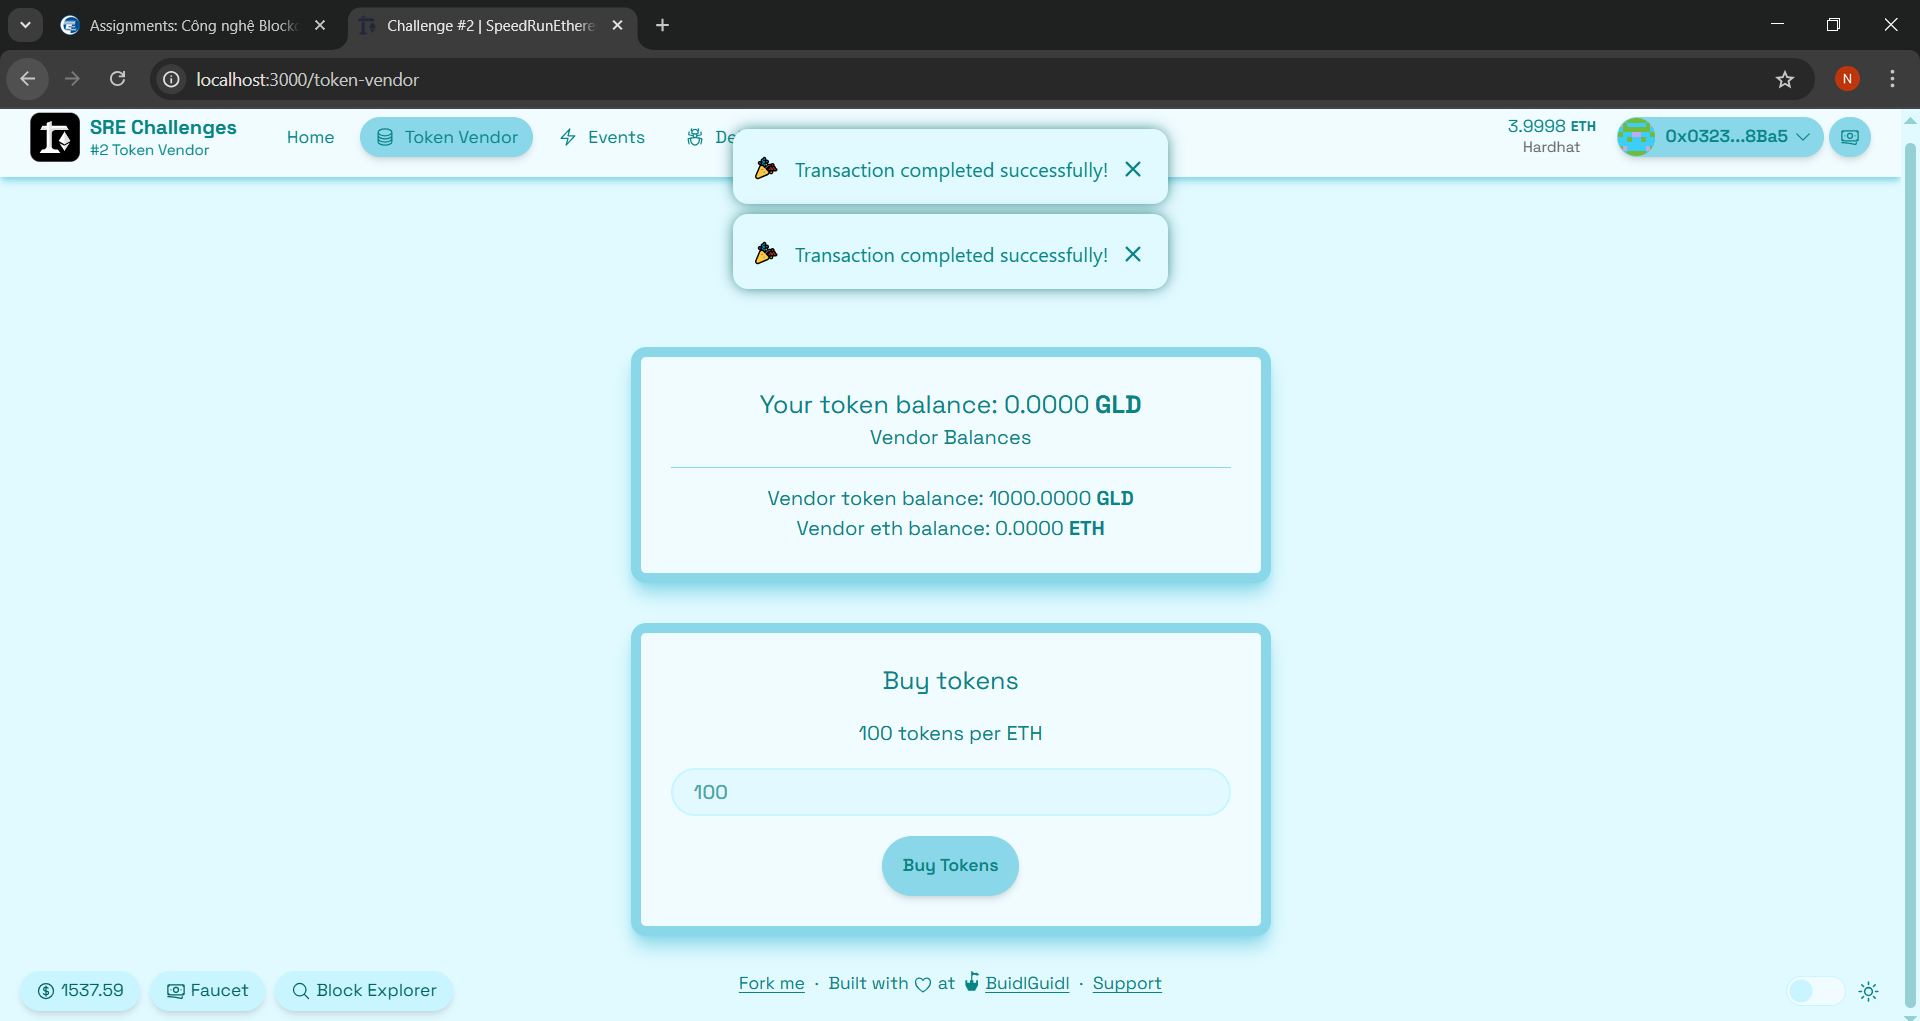 Assignments: Công nghệ Blockc
Challenge #2 | SpeedRunEthere
localhost:3000/token-vendor
N
SRE Challenges
#2 Token Vendor
Home
Token Vendor
Events
De
3.9998 ETH
Hardhat
0x0323...8Ba5
Transaction completed successfully!
Transaction completed successfully!
Your token balance: 0.0000 GLD
Vendor Balances
Vendor token balance: 1000.0000 GLD
Vendor eth balance: 0.0000 ETH
Buy tokens
100 tokens per ETH
100
Buy Tokens
1537.59
Faucet
Block Explorer
Fork me · Built with ♡ at BuidlGuidl · Support